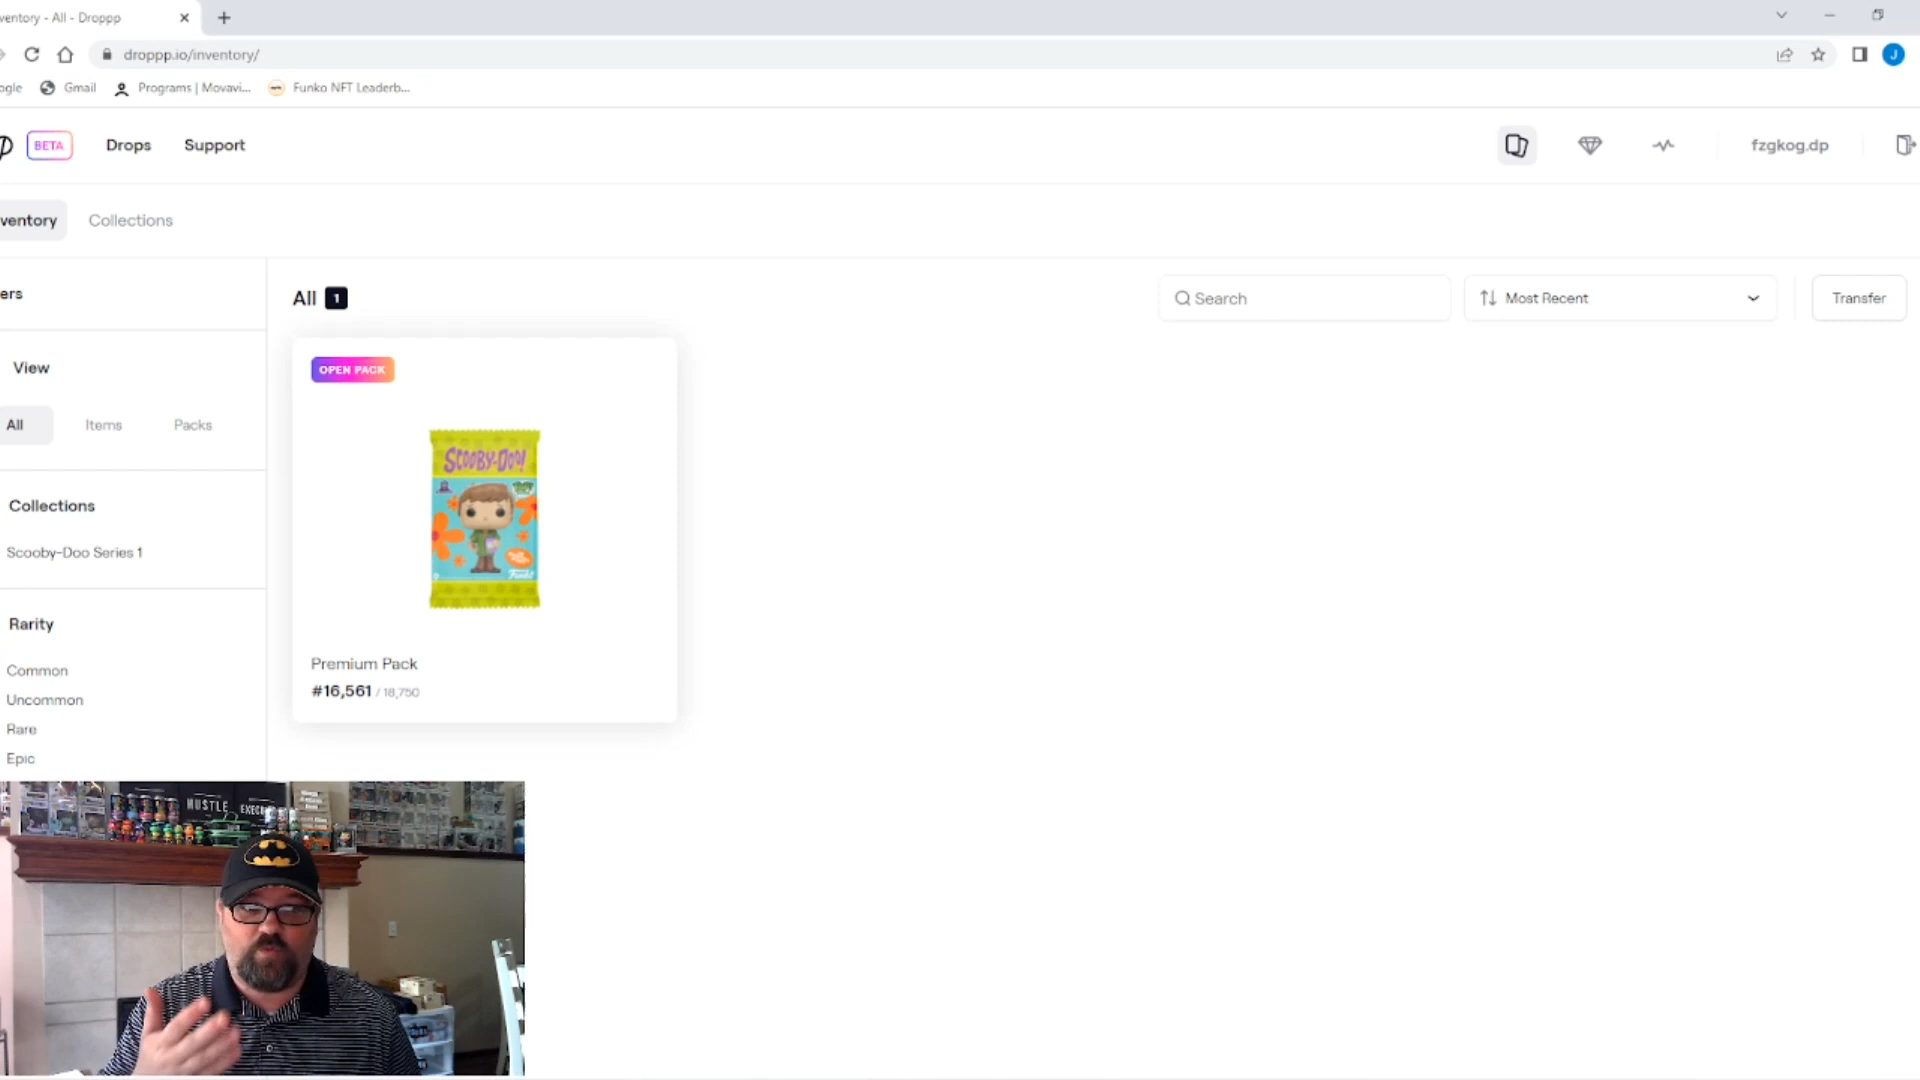 ventory - All - Droppp
droppp.io/inventory/
J
ogle
Gmail
Programs | Movavi...
Funko NFT Leaderb...
p
BETA
Drops
Support
fzgkog.dp
ventory
Collections
ers
All 1
Search
Most Recent
Transfer
View
All
Items
Packs
OPEN PACK
SCOOBY-DOO!
Funko
Premium Pack
#16,561 / 18,750
Collections
Scooby-Doo Series 1
Rarity
Common
Uncommon
Rare
Epic
HUSTLE